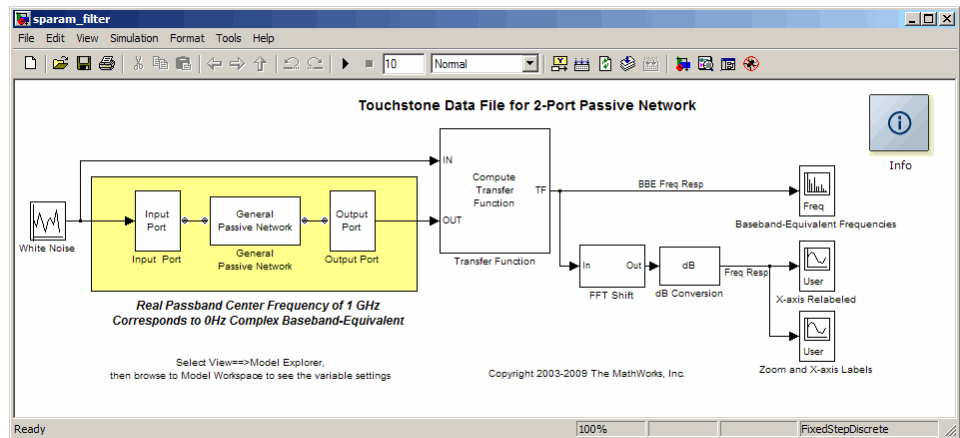 sparam_filter
File Edit View Simulation Format Tools Help
10
Normal
Touchstone Data File for 2-Port Passive Network
Info
IN
OUT
Compute
Transfer
Function
TF
Transfer Function
White Noise
Input
Port
Input Port
General
Passive Network
General
Passive Network
Output
Port
Output Port
Real Passband Center Frequency of 1 GHz
Corresponds to 0Hz Complex Baseband-Equivalent
BBE Freq Resp
Freq
Baseband-Equivalent Frequencies
In
Out
FFT Shift
dB
dB Conversion
Freq Resp
User
X-axis Relabeled
User
Zoom and X-axis Labels
Select View==>Model Explorer,
then browse to Model Workspace to see the variable settings
Copyright 2003-2009 The MathWorks, Inc.
Ready
100%
FixedStepDiscrete